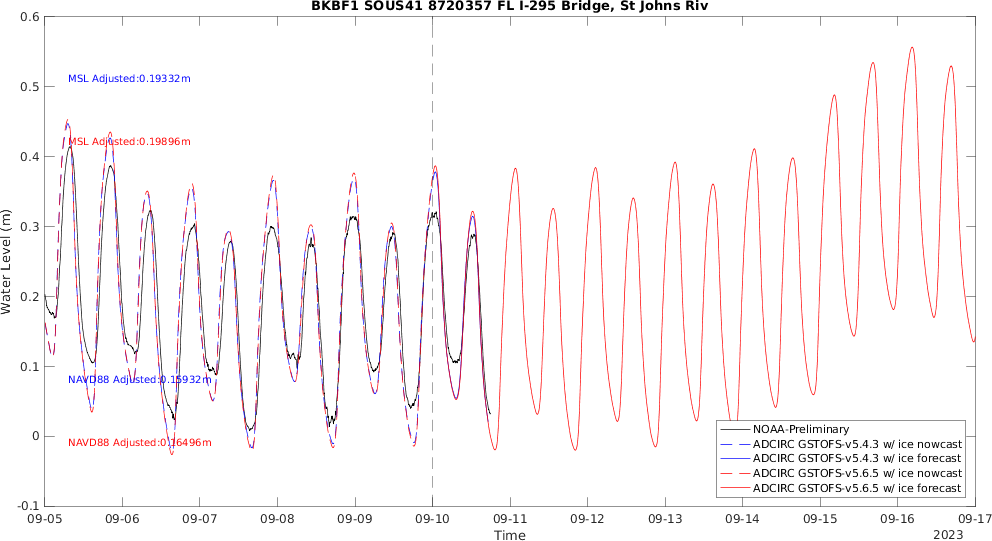 BKBF1 SOUS41 8720357 FL I-295 Bridge, St Johns Riv
0.6
0.5
0.4
0.3
0.2
0.1
0
-0.1
Water Level (m)
MSL Adjusted:0.19332m
MSL Adjusted:0.19896m
NAVD88 Adjusted:0.15932m
NAVD88 Adjusted:0.16496m
NOAA-Preliminary
ADCIRC GSTOFS-v5.4.3 w/ ice nowcast
ADCIRC GSTOFS-v5.4.3 w/ ice forecast
ADCIRC GSTOFS-v5.6.5 w/ ice nowcast
ADCIRC GSTOFS-v5.6.5 w/ ice forecast
09-05 09-06 09-07 09-08 09-09 09-10 09-11 09-12 09-13 09-14 09-15 09-16 09-17
Time
2023